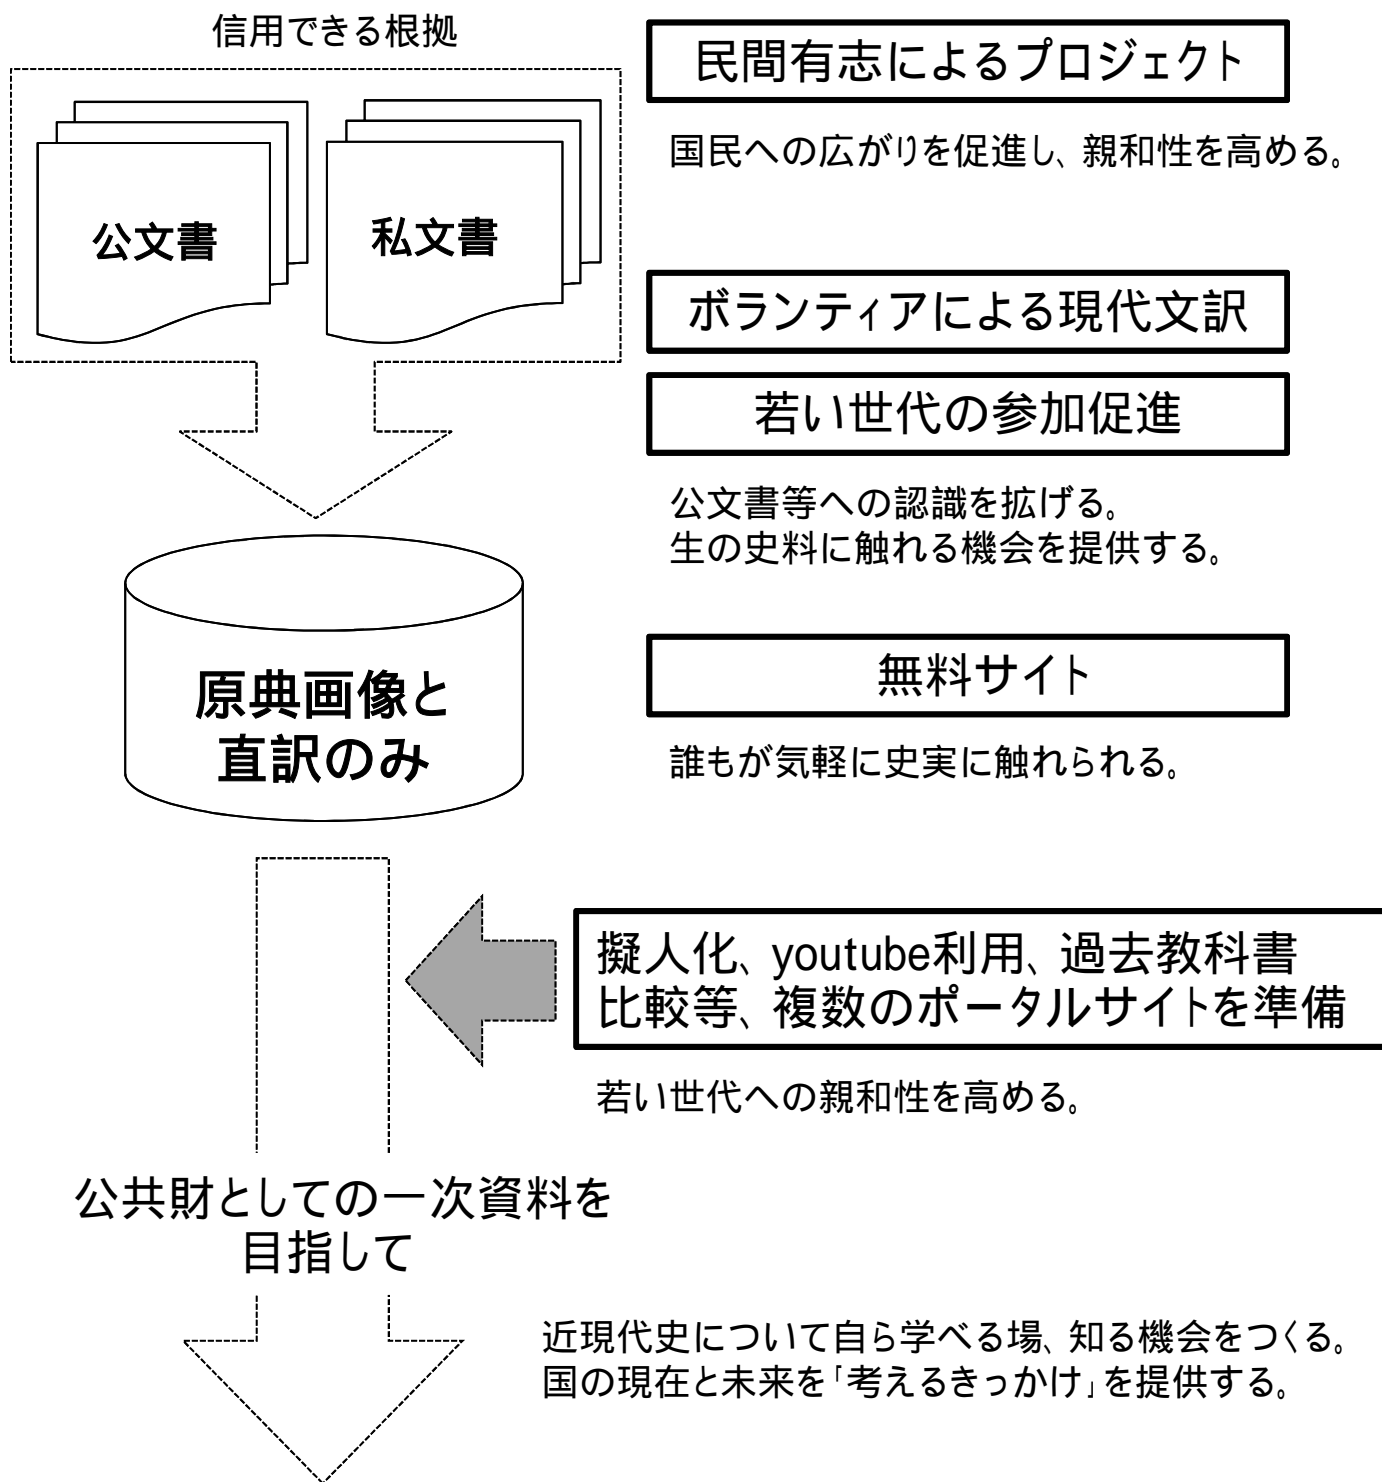 信用できる根拠
公文書
私文書
民間有志によるプロジェクト
国民への広がりを促進し、親和性を高める。
ボランティアによる現代文訳
若い世代の参加促進
公文書等への認識を拡げる。
生の史料に触れる機会を提供する。
原典画像と
直訳のみ
無料サイト
誰もが気軽に史実に触れられる。
擬人化、youtube利用、過去教科書
比較等、複数のポータルサイトを準備
若い世代への親和性を高める。
公共財としての一次資料を
目指して
近現代史について自ら学べる場、知る機会をつくる。
国の現在と未来を「考えるきっかけ」を提供する。